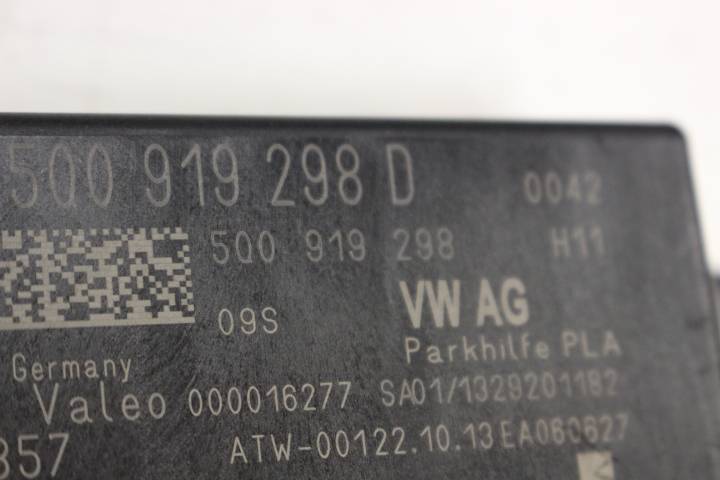 5Q0 919 298 D 0042
5Q0 919 298 H11
09S VW AG
Parkhilfe PLA
Germany
Valeo 000016277 SA01/1329201182
857 ATW-00122.10.13EA060627